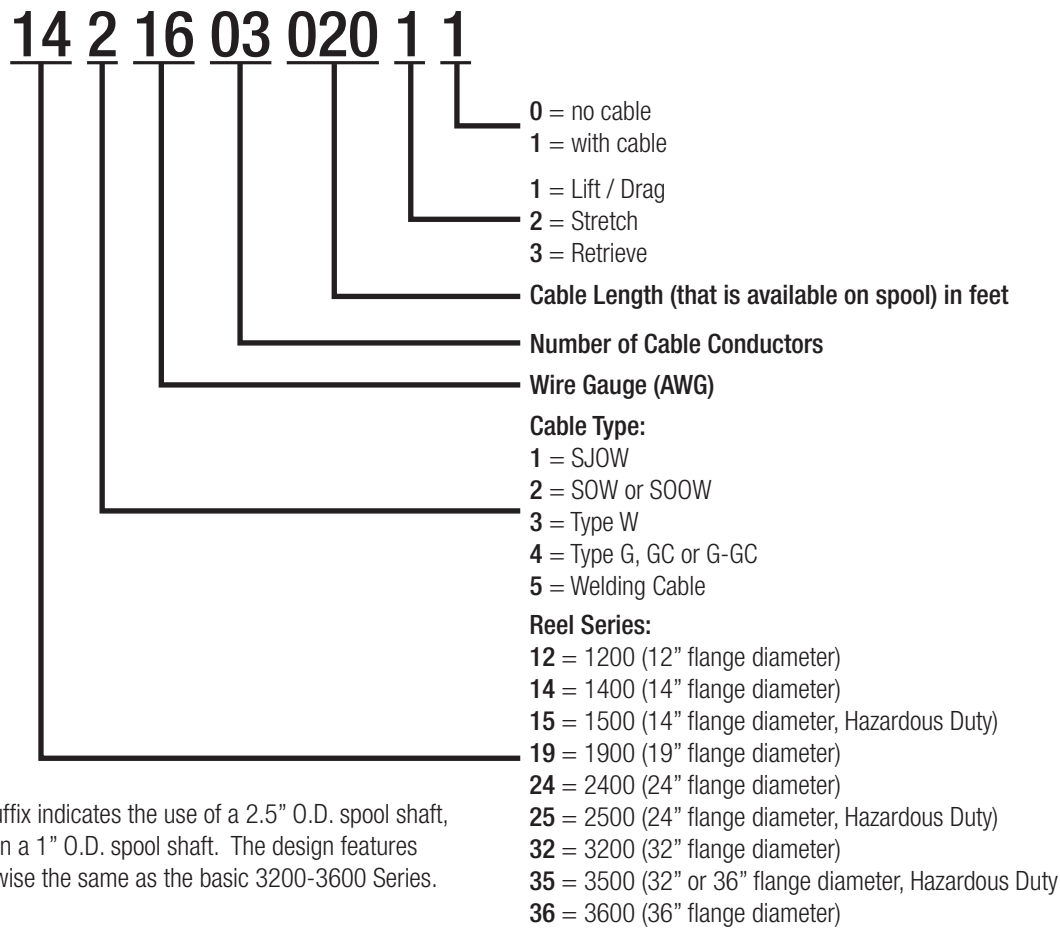 14 2 16 03 020 1 1
0 = no cable
1 = with cable
1 = Lift / Drag
2 = Stretch
3 = Retrieve
Cable Length (that is available on spool) in feet
Number of Cable Conductors
Wire Gauge (AWG)
Cable Type:
1 = SJOW
2 = SOW or SOOW
3 = Type W
4 = Type G, GC or G-GC
5 = Welding Cable
Reel Series:
12 = 1200 (12” flange diameter)
14 = 1400 (14” flange diameter)
15 = 1500 (14” flange diameter, Hazardous Duty)
19 = 1900 (19” flange diameter)
24 = 2400 (24” flange diameter)
25 = 2500 (24” flange diameter, Hazardous Duty)
32 = 3200 (32” flange diameter)
35 = 3500 (32” or 36” flange diameter, Hazardous Duty
36 = 3600 (36” flange diameter)
indicates the use of a 2.5” O.D. spool shaft,
a 1” O.D. spool shaft. The design features
the same as the basic 3200-3600 Series.